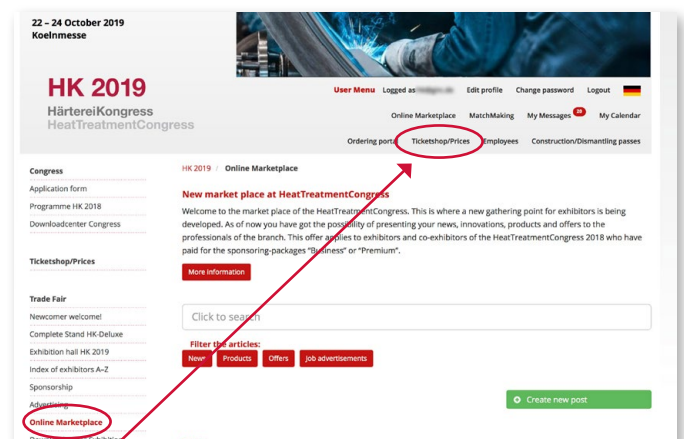 22 – 24 October 2019
Koelnmesse
HK 2019
HärtereiKongress
HeatTreatmentCongress
User Menu Logged as Edit profile Change password Logout
Online Marketplace MatchMaking My Messages 28 My Calendar
Ordering portal Ticketshop/Prices Employees Construction/Dismantling passes
Congress
Application form
Programme HK 2018
Downloadcenter Congress
Ticketshop/Prices
Trade Fair
Newcomer welcome!
Complete Stand HK-Deluxe
Exhibition hall HK 2019
Index of exhibitors A–Z
Sponsorship
Advertising
Online Marketplace
HK 2019 / Online Marketplace
New market place at HeatTreatmentCongress
Welcome to the market place of the HeatTreatmentCongress. This is where a new gathering point for exhibitors is being
developed. As of now you have got the possibility of presenting your news, innovations, products and offers to the
professionals of the branch. This offer applies to exhibitors and co-exhibitors of the HeatTreatmentCongress 2018 who have
paid for the sponsoring-packages "Business" or "Premium".
More information
Click to search
Filter the articles:
News Products Offers Job advertisements
Create new post